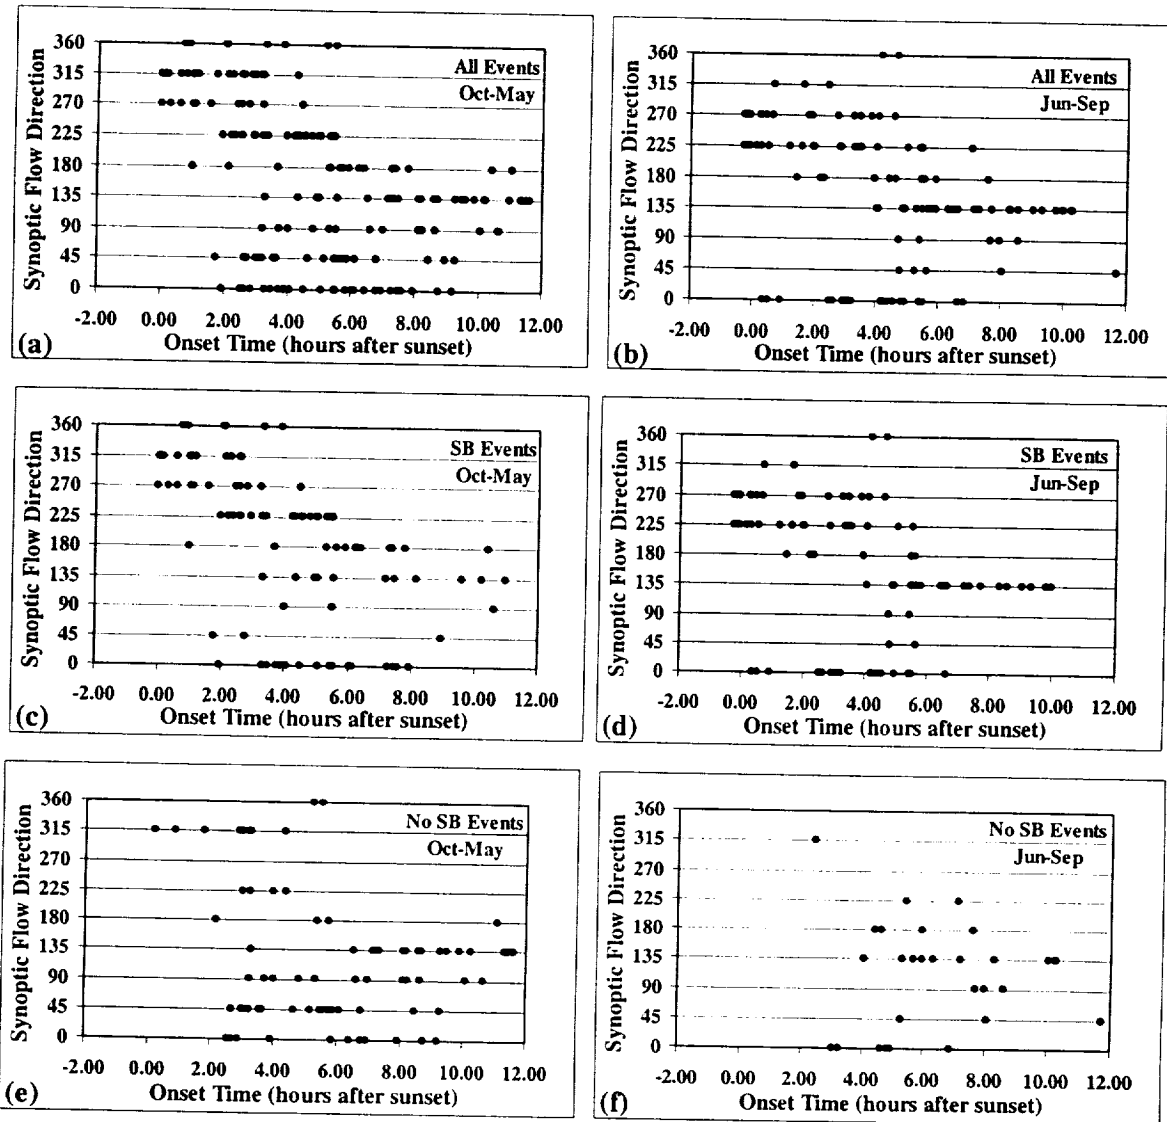 360
315
270
225
180
135
90
45
0
Synoptic Flow Direction
All Events
Oct-May
-2.00 0.00 2.00 4.00 6.00 8.00 10.00 12.00
Onset Time (hours after sunset)
(a)
360
315
270
225
180
135
90
45
0
Synoptic Flow Direction
All Events
Jun-Sep
-2.00 0.00 2.00 4.00 6.00 8.00 10.00 12.00
Onset Time (hours after sunset)
(b)
360
315
270
225
180
135
90
45
0
Synoptic Flow Direction
SB Events
Oct-May
-2.00 0.00 2.00 4.00 6.00 8.00 10.00 12.00
Onset Time (hours after sunset)
(c)
360
315
270
225
180
135
90
45
0
Synoptic Flow Direction
SB Events
Jun-Sep
-2.00 0.00 2.00 4.00 6.00 8.00 10.00 12.00
Onset Time (hours after sunset)
(d)
360
315
270
225
180
135
90
45
0
Synoptic Flow Direction
No SB Events
Oct-May
-2.00 0.00 2.00 4.00 6.00 8.00 10.00 12.00
Onset Time (hours after sunset)
(e)
360
315
270
225
180
135
90
45
0
Synoptic Flow Direction
No SB Events
Jun-Sep
-2.00 0.00 2.00 4.00 6.00 8.00 10.00 12.00
Onset Time (hours after sunset)
(f)